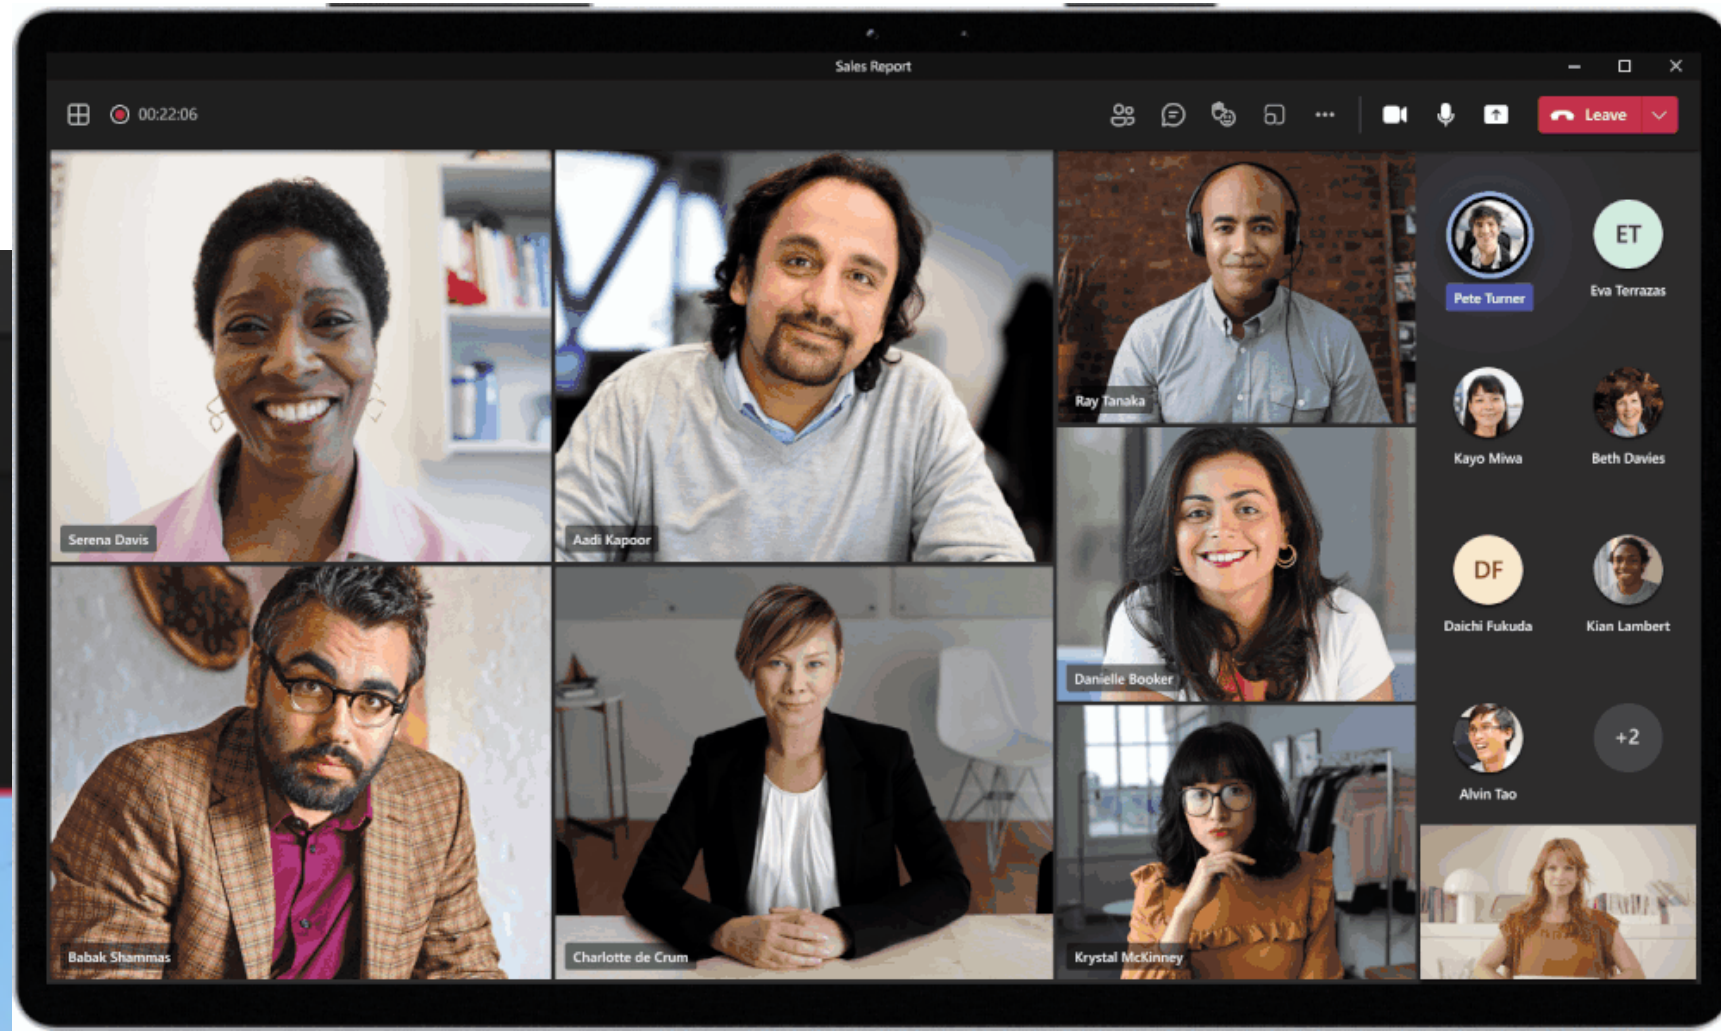 Sales Report
00:22:06
Leave
Serena Davis
Aadi Kapoor
Ray Tanaka
Pete Turner
ET
Eva Terrazas
Kayo Miwa
Beth Davies
Danielle Booker
DF
Daichi Fukuda
Kian Lambert
+2
Alvin Tao
Babak Shammas
Charlotte de Crum
Krystal McKinney